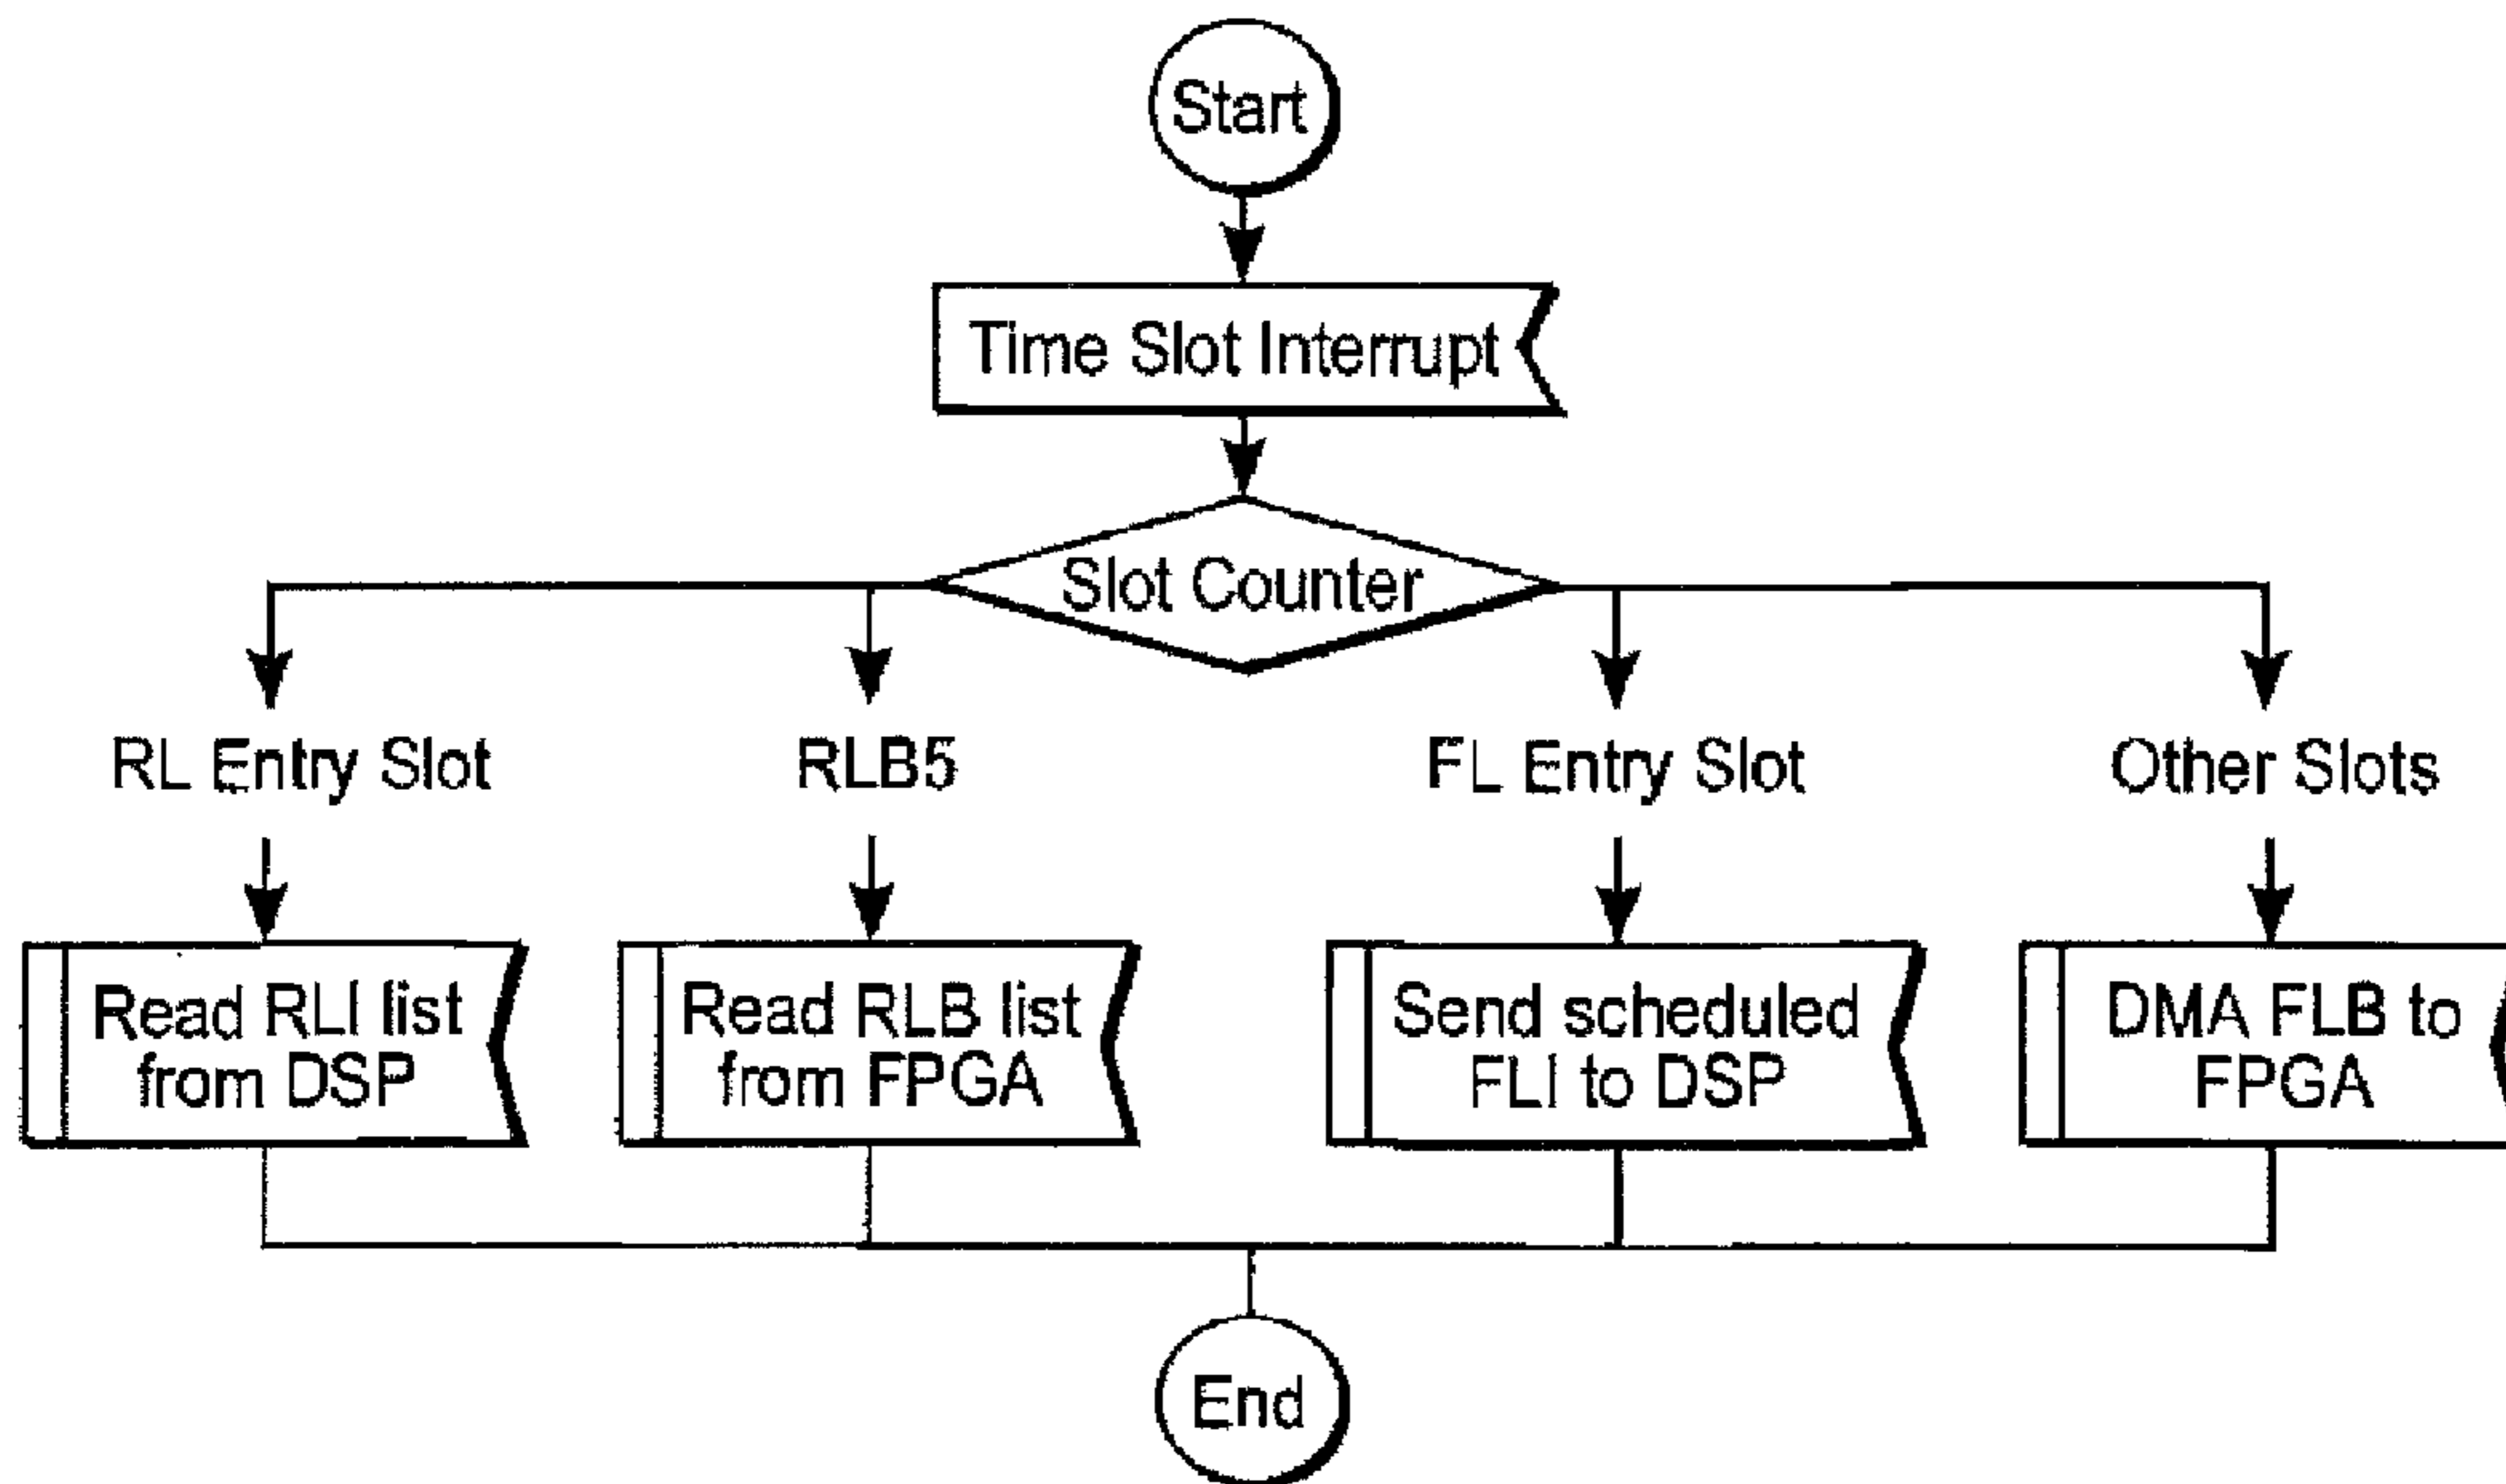 Start
Time Slot Interrupt
Slot Counter
RL Entry Slot
RLB5
FL Entry Slot
Other Slots
Read RLI list
from DSP
Read RLB list
from FPGA
Send scheduled
FLI to DSP
DMA FLB to
FPGA
End